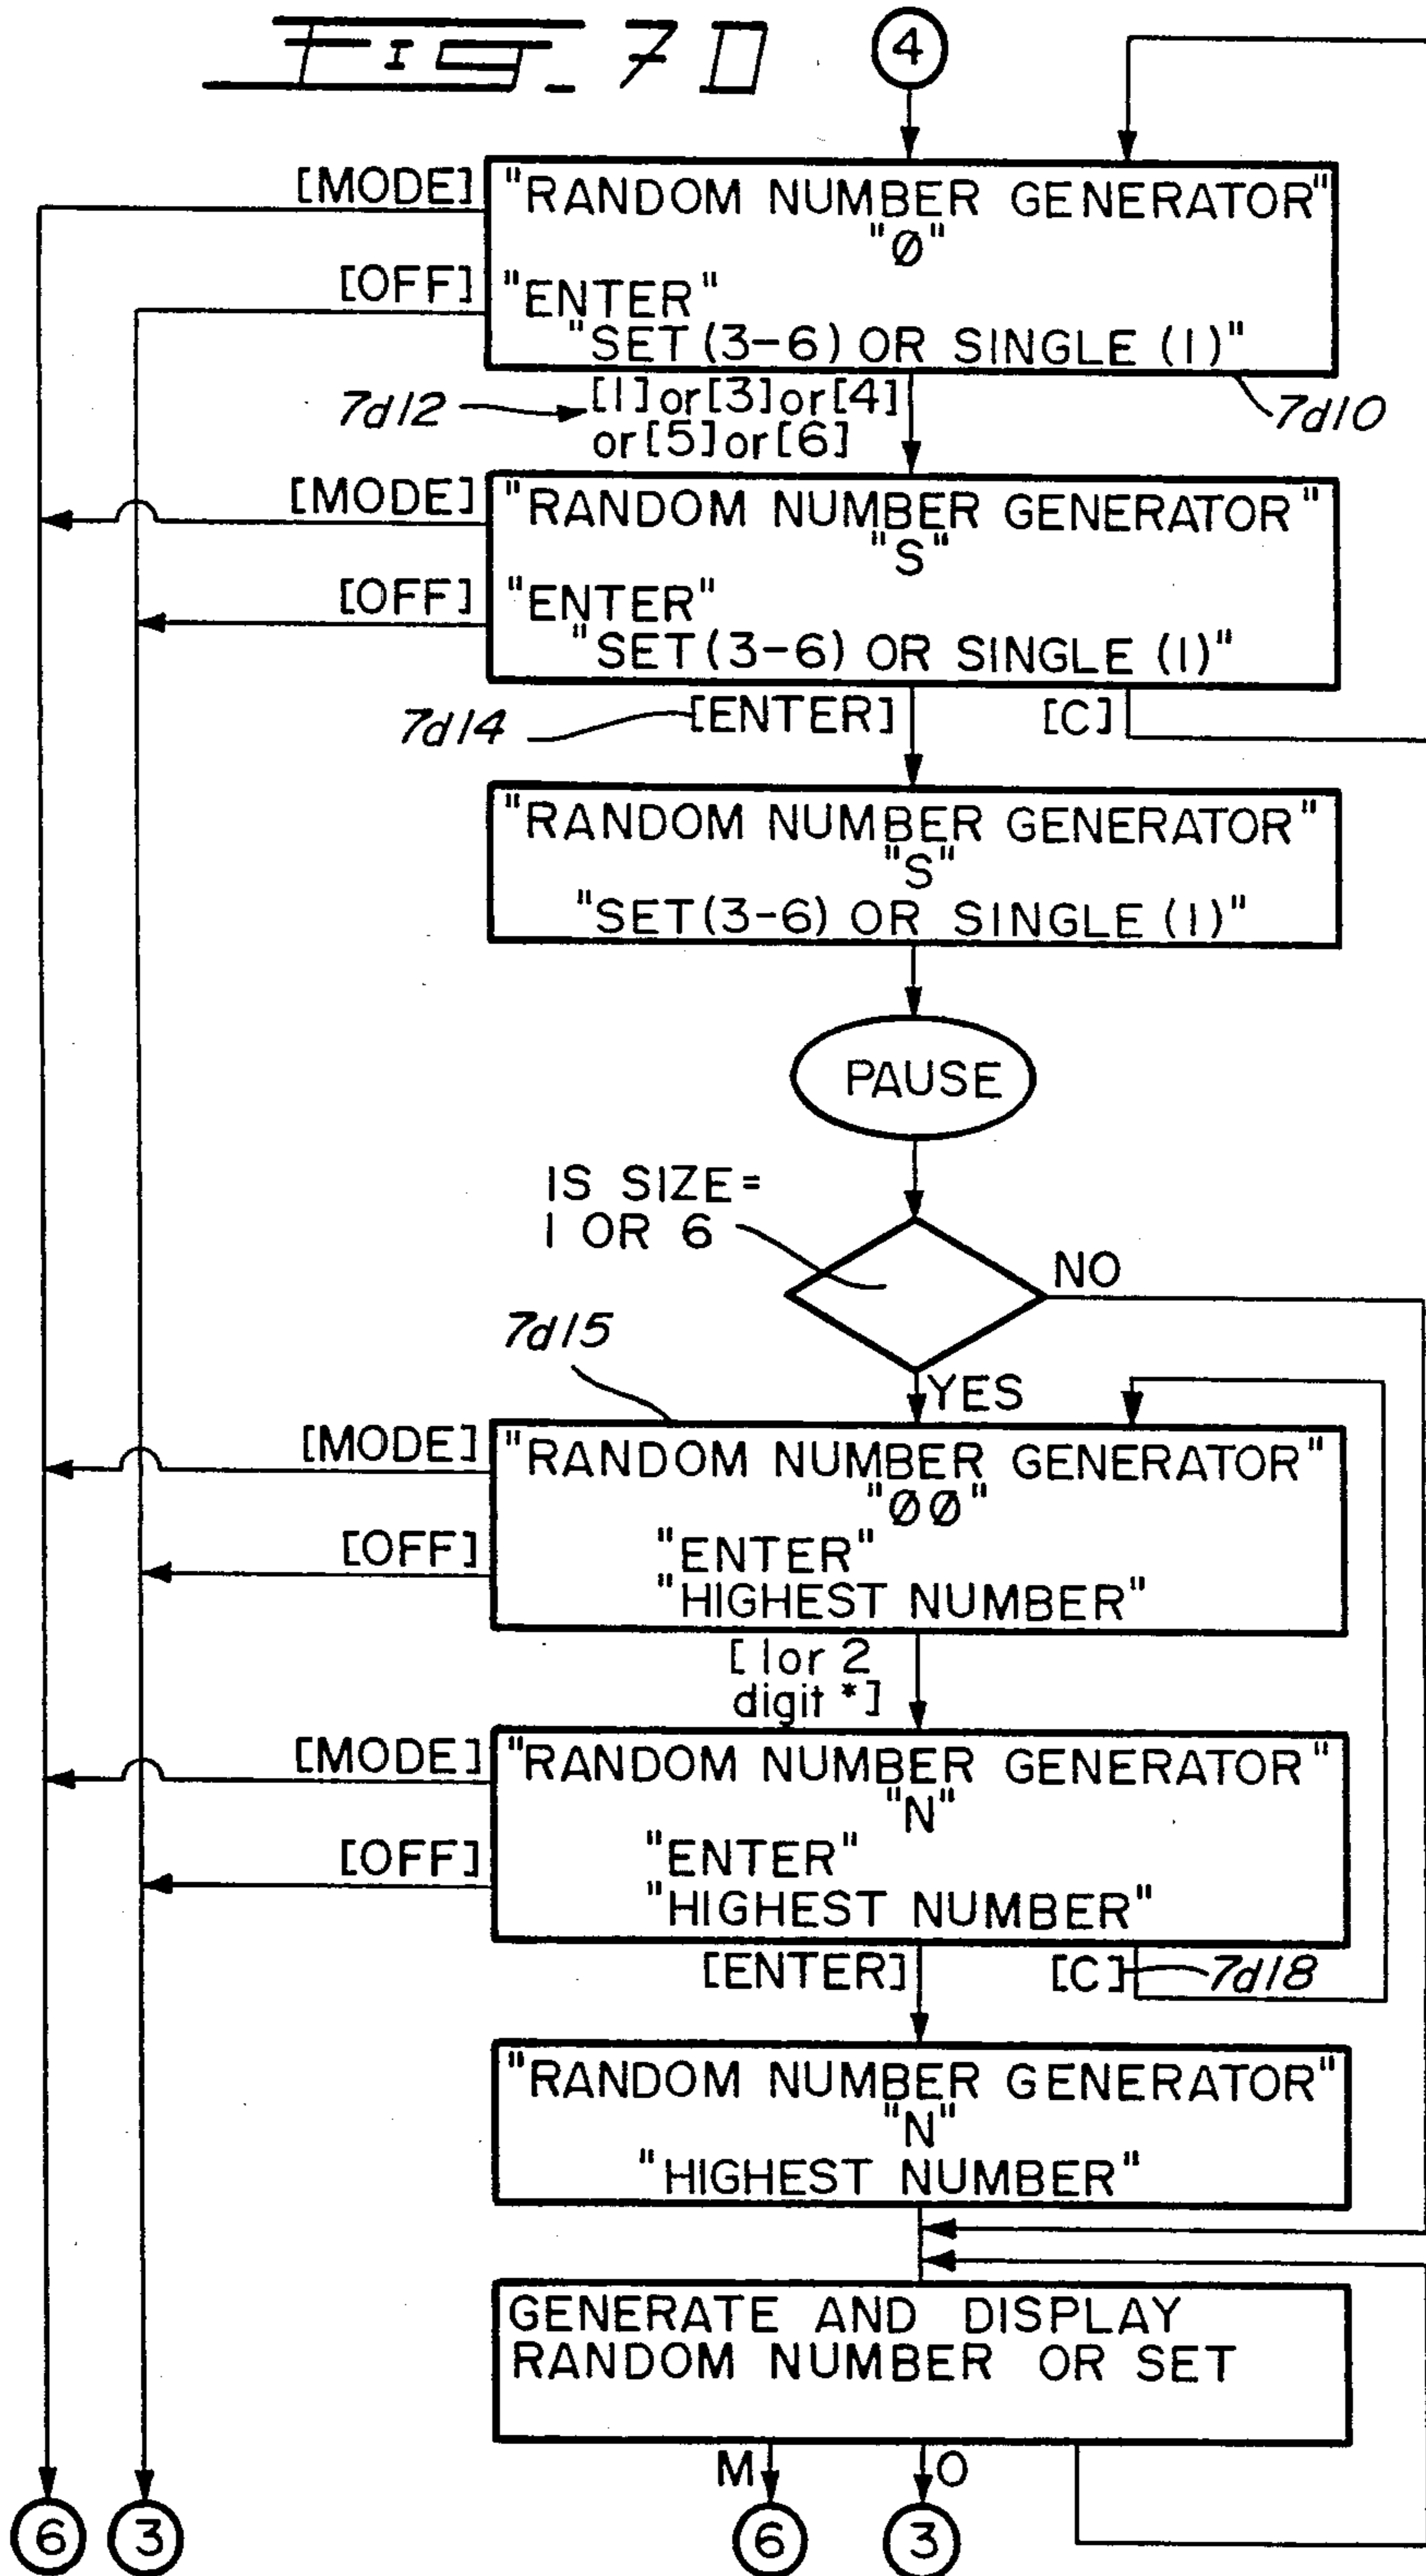 FIG. 7D
4
[MODE] "RANDOM NUMBER GENERATOR"
"Ø"
[OFF] "ENTER"
"SET (3-6) OR SINGLE (1)"
7d12 [1] or [3] or [4] 7d10
or [5] or [6]
[MODE] "RANDOM NUMBER GENERATOR"
"S"
[OFF] "ENTER"
"SET (3-6) OR SINGLE (1)"
7d14 [ENTER] [C]
"RANDOM NUMBER GENERATOR"
"S"
"SET (3-6) OR SINGLE (1)"
PAUSE
IS SIZE=
1 OR 6
NO
7d15
YES
[MODE] "RANDOM NUMBER GENERATOR"
"ØØ"
[OFF] "ENTER"
"HIGHEST NUMBER"
[1 or 2
digit *]
[MODE] "RANDOM NUMBER GENERATOR"
"N"
[OFF] "ENTER"
"HIGHEST NUMBER"
[ENTER] [C] 7d18
"RANDOM NUMBER GENERATOR"
"N"
"HIGHEST NUMBER"
GENERATE AND DISPLAY
RANDOM NUMBER OR SET
M O
6 3 6 3